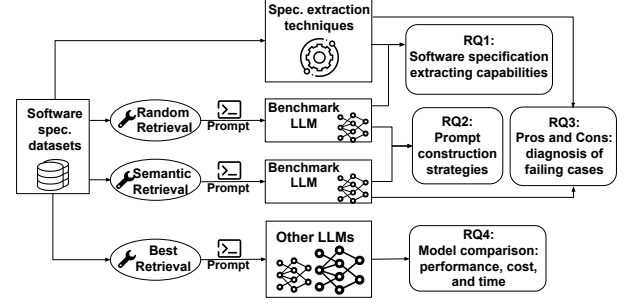 Spec. extraction
techniques
RQ1:
Software specification
extracting capabilities
Software
spec.
datasets
Random
Retrieval
Prompt
Benchmark
LLM
RQ2:
Prompt
construction
strategies
RQ3:
Pros and Cons:
diagnosis of
failing cases
Semantic
Retrieval
Prompt
Benchmark
LLM
Best
Retrieval
Prompt
Other LLMs
RQ4:
Model comparison:
performance, cost,
and time